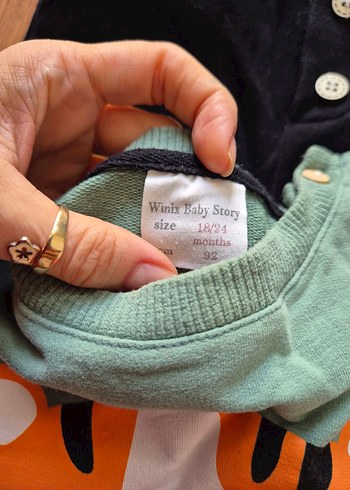 Winix Baby Story
size 18/24
months
92